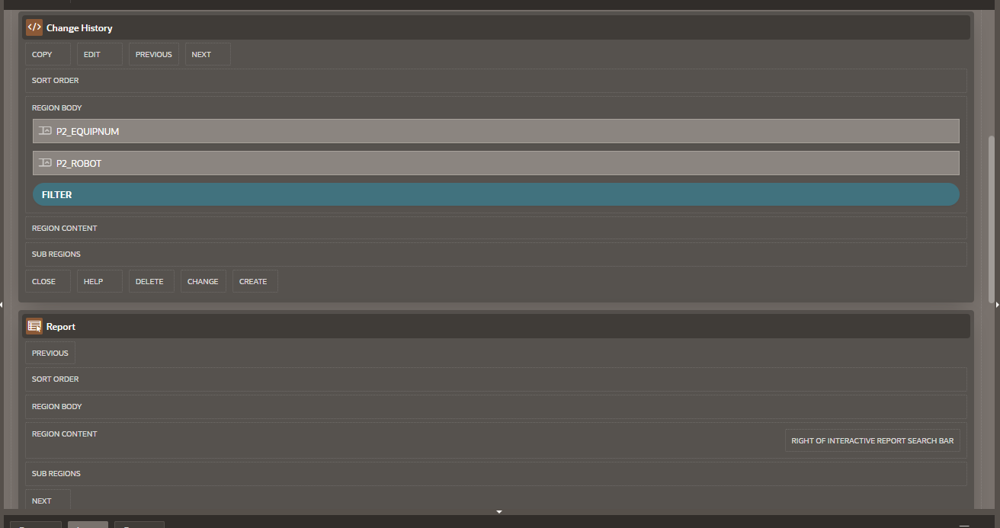 Change History
COPY EDIT PREVIOUS NEXT
SORT ORDER
REGION BODY
P2_EQUIPNUM
P2_ROBOT
FILTER
REGION CONTENT
SUB REGIONS
CLOSE HELP DELETE CHANGE CREATE
Report
PREVIOUS
SORT ORDER
REGION BODY
REGION CONTENT
RIGHT OF INTERACTIVE REPORT SEARCH BAR
SUB REGIONS
NEXT